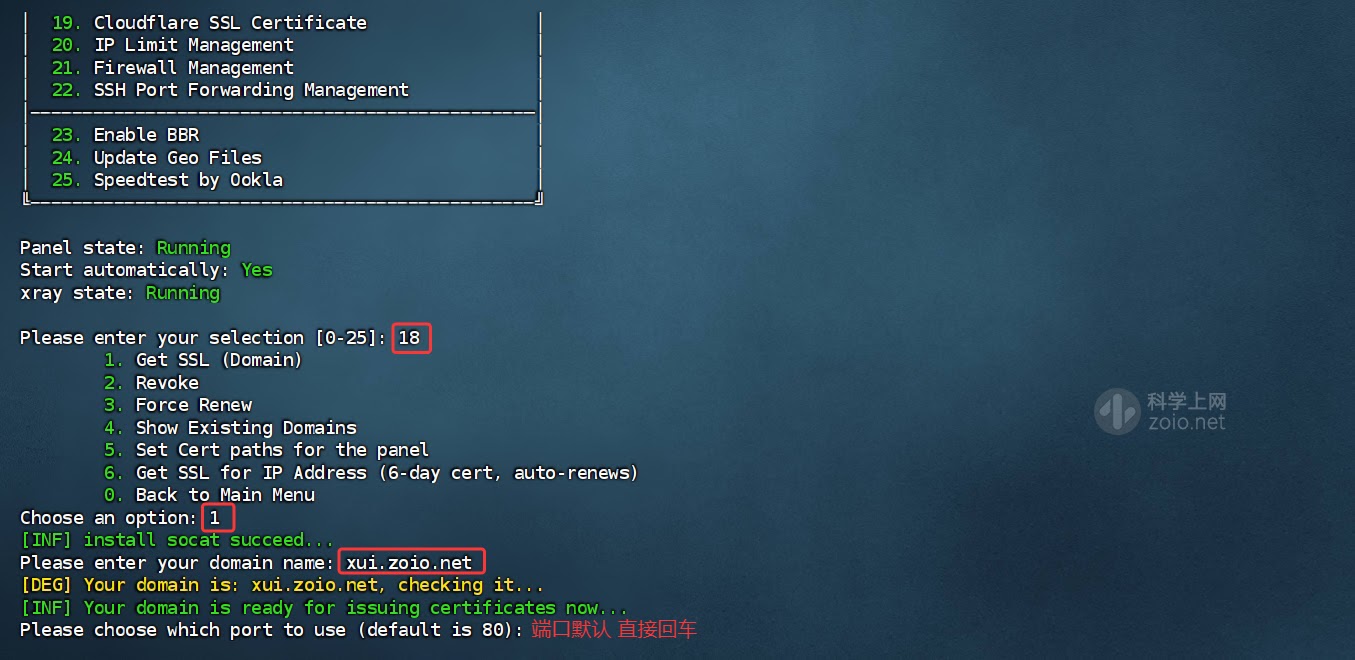 19. Cloudflare SSL Certificate
20. IP Limit Management
21. Firewall Management
22. SSH Port Forwarding Management
23. Enable BBR
24. Update Geo Files
25. Speedtest by Ookla
Panel state: Running
Start automatically: Yes
xray state: Running
Please enter your selection [0-25]: 18
1. Get SSL (Domain)
2. Revoke
3. Force Renew
4. Show Existing Domains
5. Set Cert paths for the panel
6. Get SSL for IP Address (6-day cert, auto-renews)
0. Back to Main Menu
Choose an option: 1
[INF] install socat succeed...
Please enter your domain name: xui.zoio.net
[DEG] Your domain is: xui.zoio.net, checking it...
[INF] Your domain is ready for issuing certificates now...
Please choose which port to use (default is 80): 端口默认 直接回车
科学上网
zoio.net